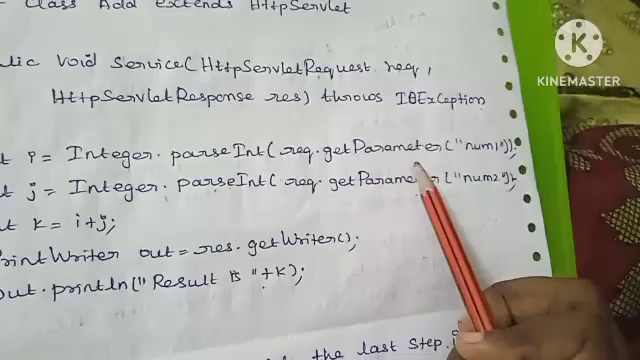 class Add extends HttpServlet
lic void service(HttpServletRequest req,
HttpServletResponse res) throws IOException
t i = Integer.parseInt(req.getParameter("num1"));
t j = Integer.parseInt(req.getParameter("num2"));
t k = i+j;
rintWriter out = res.getWriter();
out.println("Result is "+k);
the last step.
K
KINEMASTER